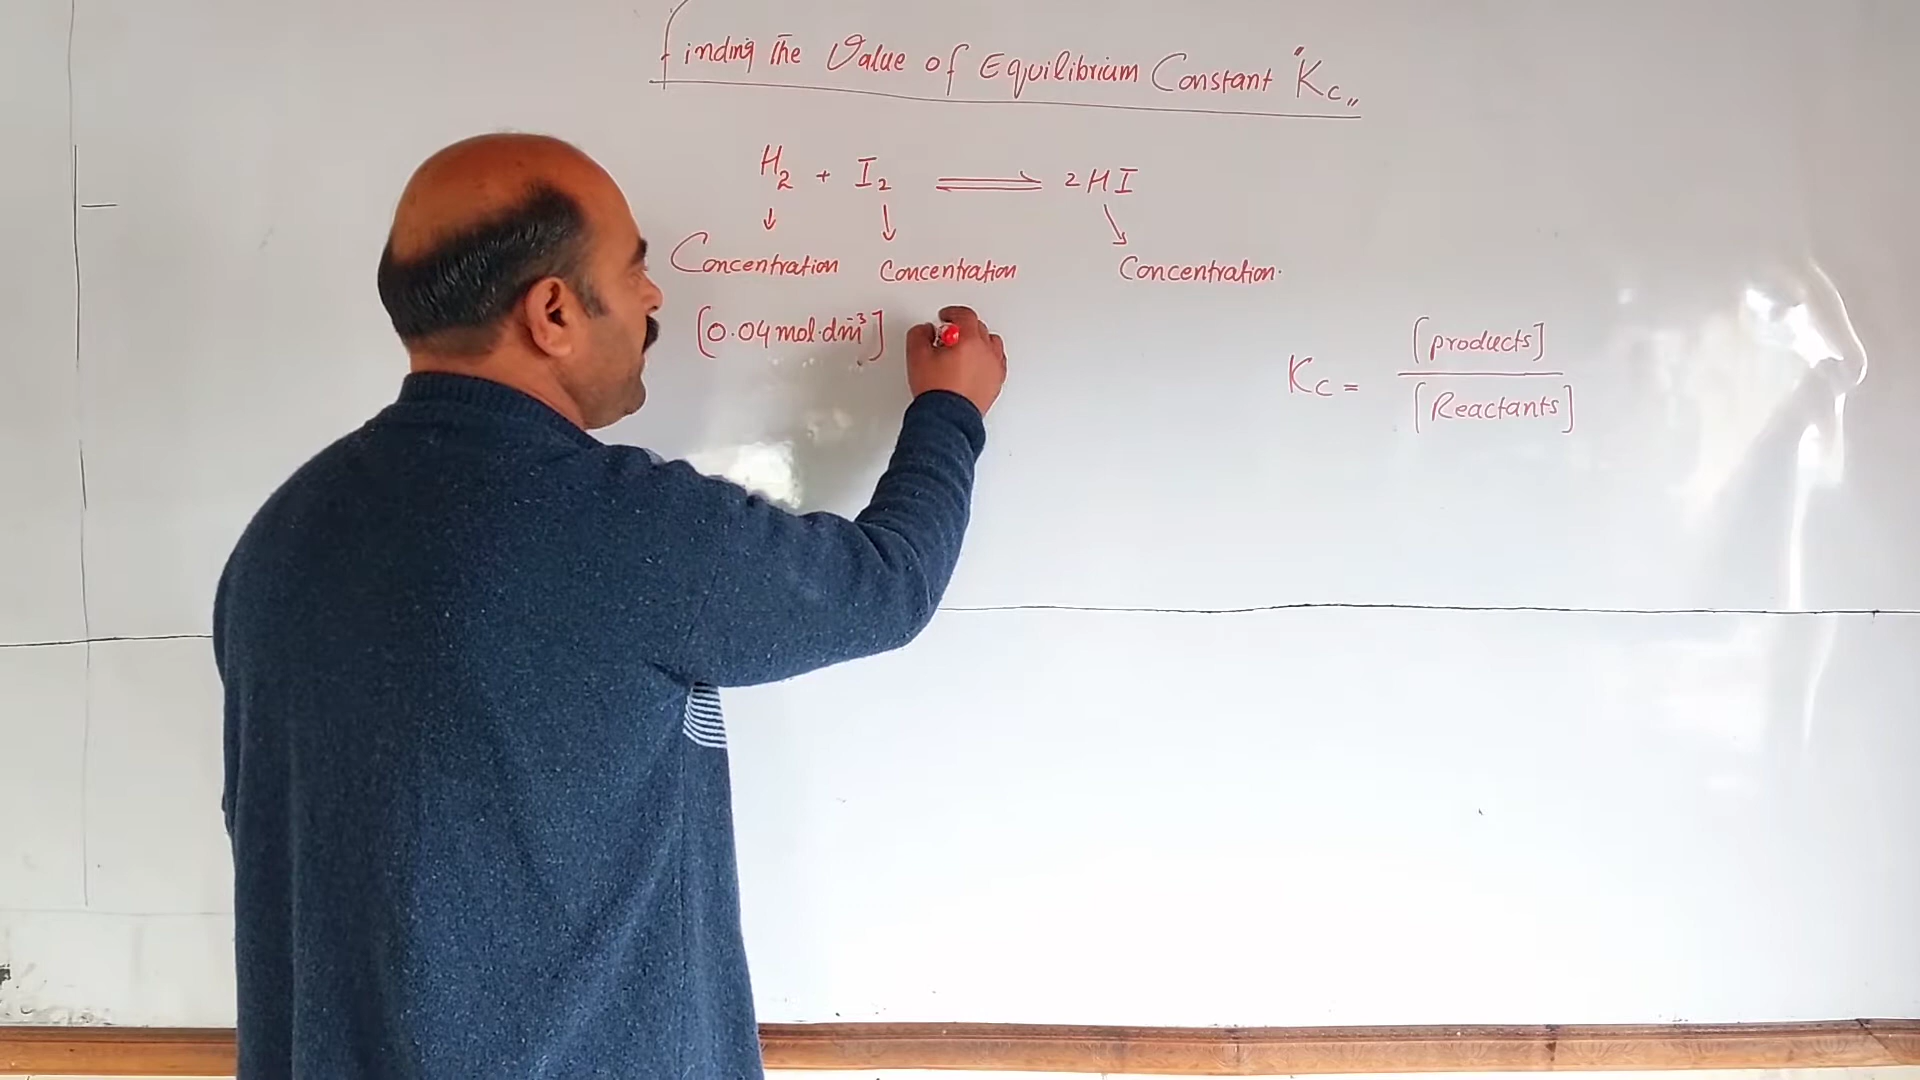 Finding The Value of Equilibrium Constant "Kc„
H2 + I2 ⇌ 2HI
↓ ↓ ↘
Concentration Concentration Concentration.
[0.04 mol.dm⁻³]
Kc = [products]
[Reactants]